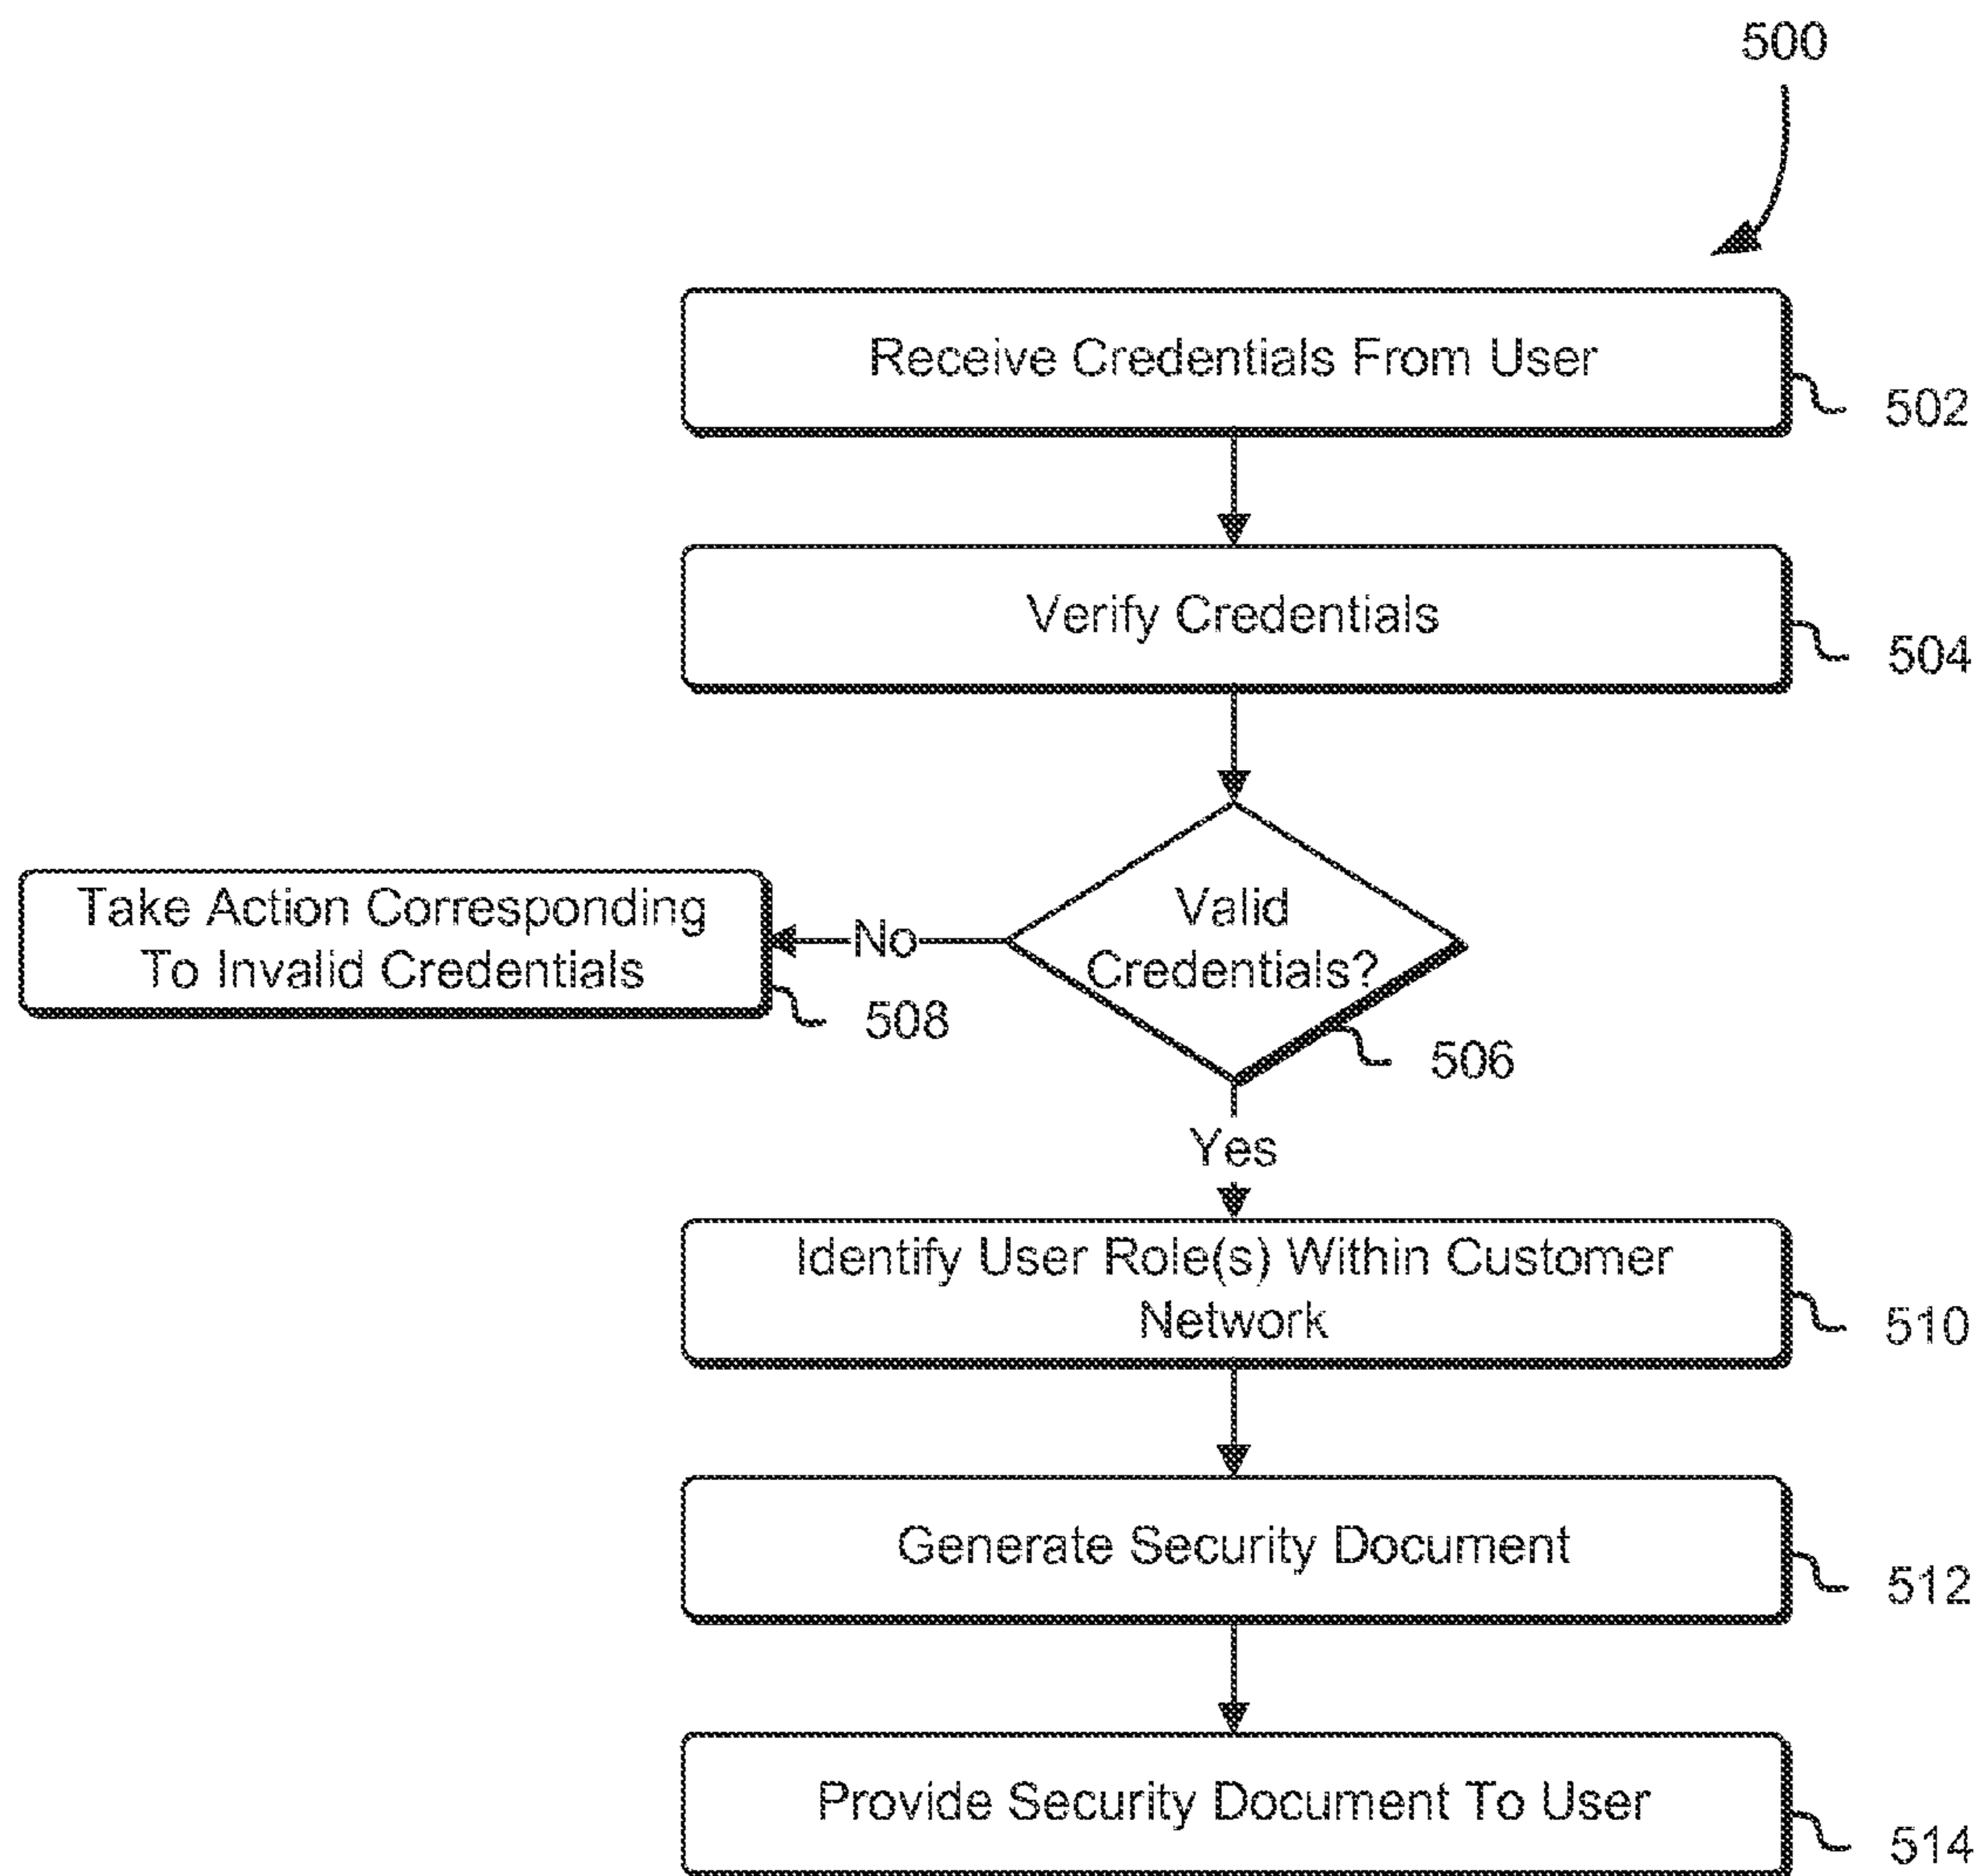 500
Receive Credentials From User
502
Verify Credentials
504
Valid
Credentials?
506
No
Take Action Corresponding
To Invalid Credentials
508
Yes
Identify User Role(s) Within Customer
Network
510
Generate Security Document
512
Provide Security Document To User
514